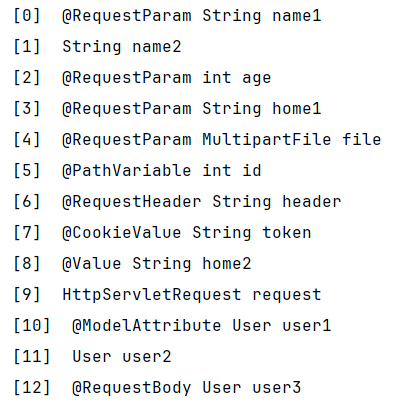 [0]  @RequestParam String name1
[1]  String name2
[2]  @RequestParam int age
[3]  @RequestParam String home1
[4]  @RequestParam MultipartFile file
[5]  @PathVariable int id
[6]  @RequestHeader String header
[7]  @CookieValue String token
[8]  @Value String home2
[9]  HttpServletRequest request
[10]  @ModelAttribute User user1
[11]  User user2
[12]  @RequestBody User user3